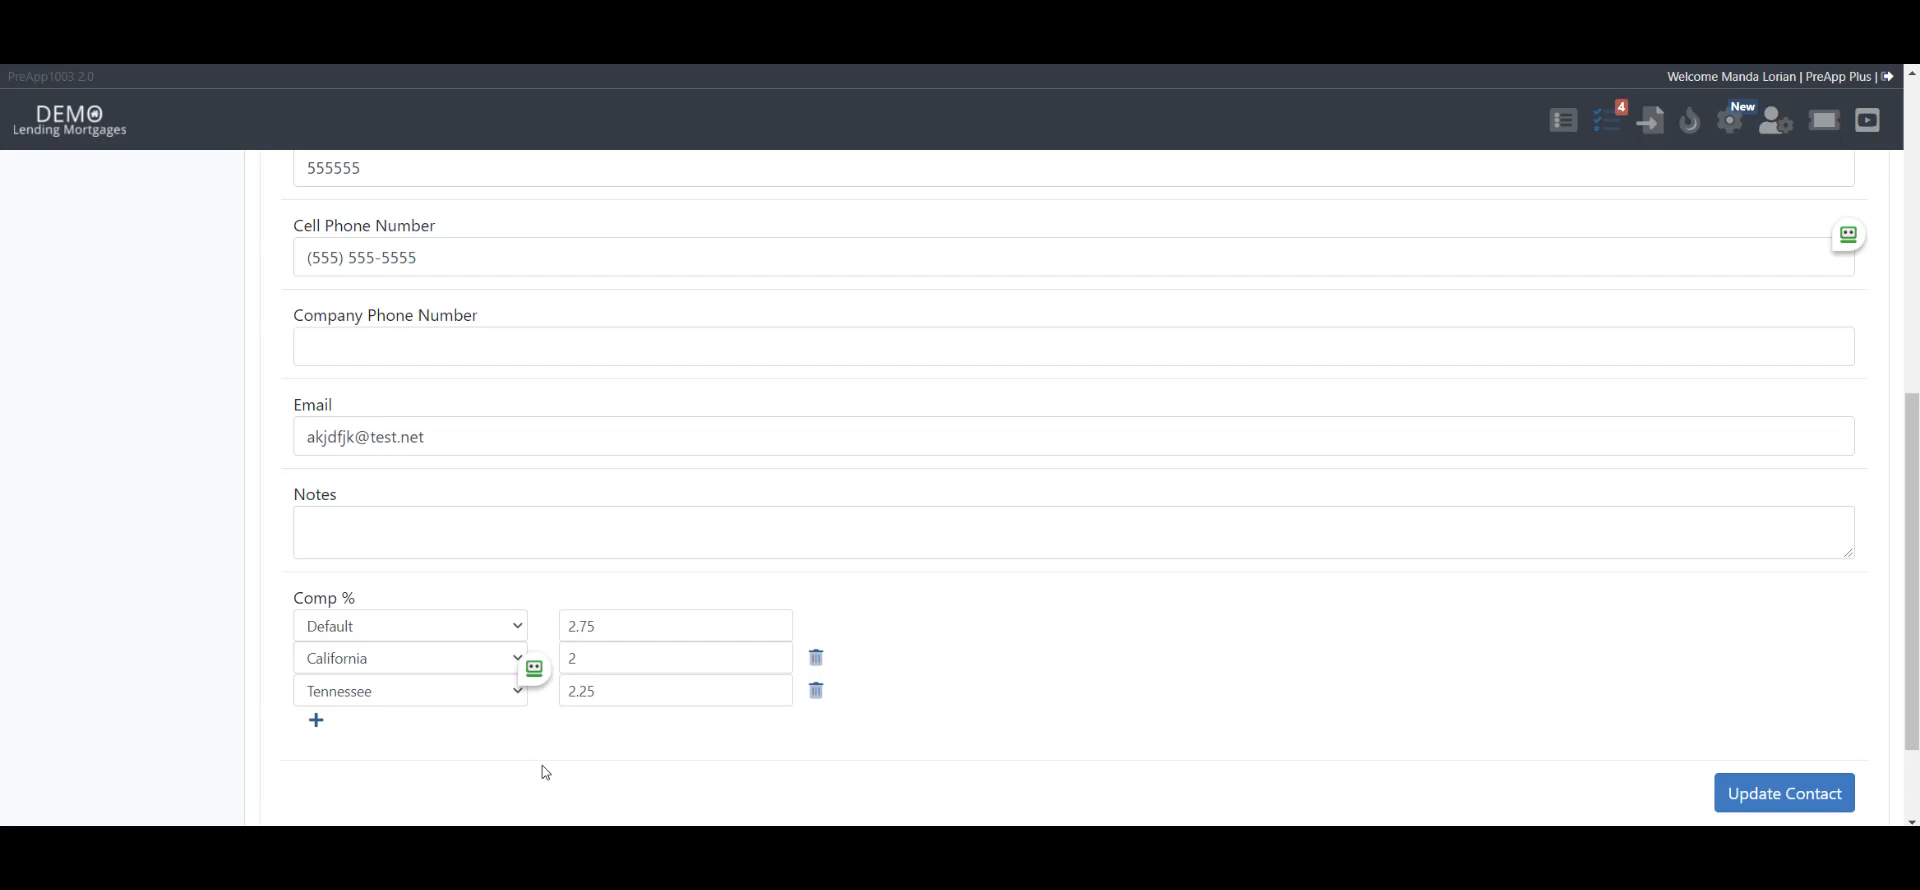 PreApp1003 2.0
Welcome Manda Lorian | PreApp Plus |
DEMO
Lending Mortgages
4
New
555555
Cell Phone Number
(555) 555-5555
Company Phone Number
Email
akjdfjk@test.net
Notes
Comp %
Default 2.75
California 2
Tennessee 2.25
+
Update Contact